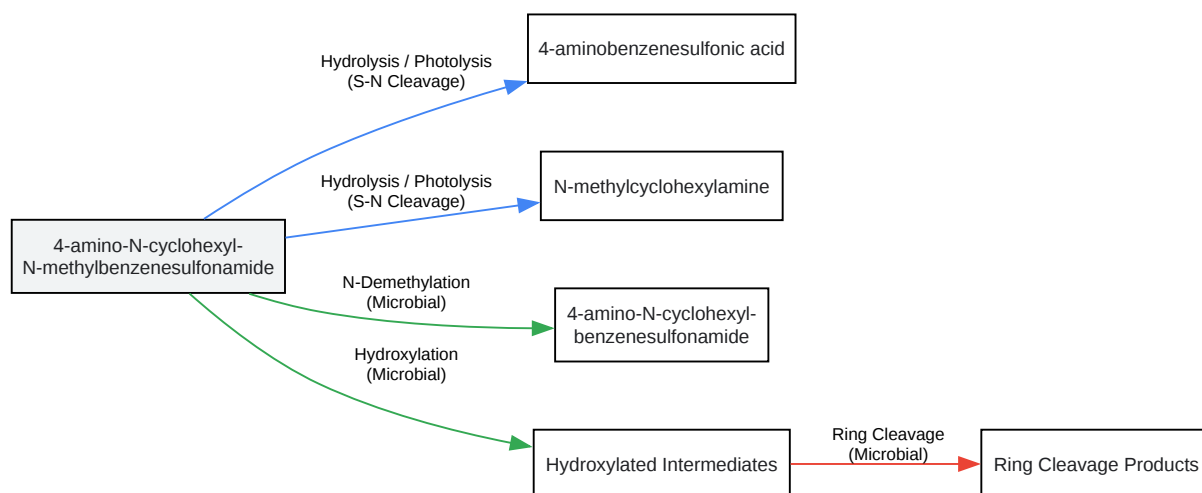 4-aminobenzenesulfonic acid
Hydrolysis / Photolysis
(S-N Cleavage)
N-methylcyclohexylamine
Hydrolysis / Photolysis
(S-N Cleavage)
4-amino-N-cyclohexyl-
N-methylbenzenesulfonamide
N-Demethylation
(Microbial)
4-amino-N-cyclohexyl-
benzenesulfonamide
Hydroxylation
(Microbial)
Hydroxylated Intermediates
Ring Cleavage
(Microbial)
Ring Cleavage Products